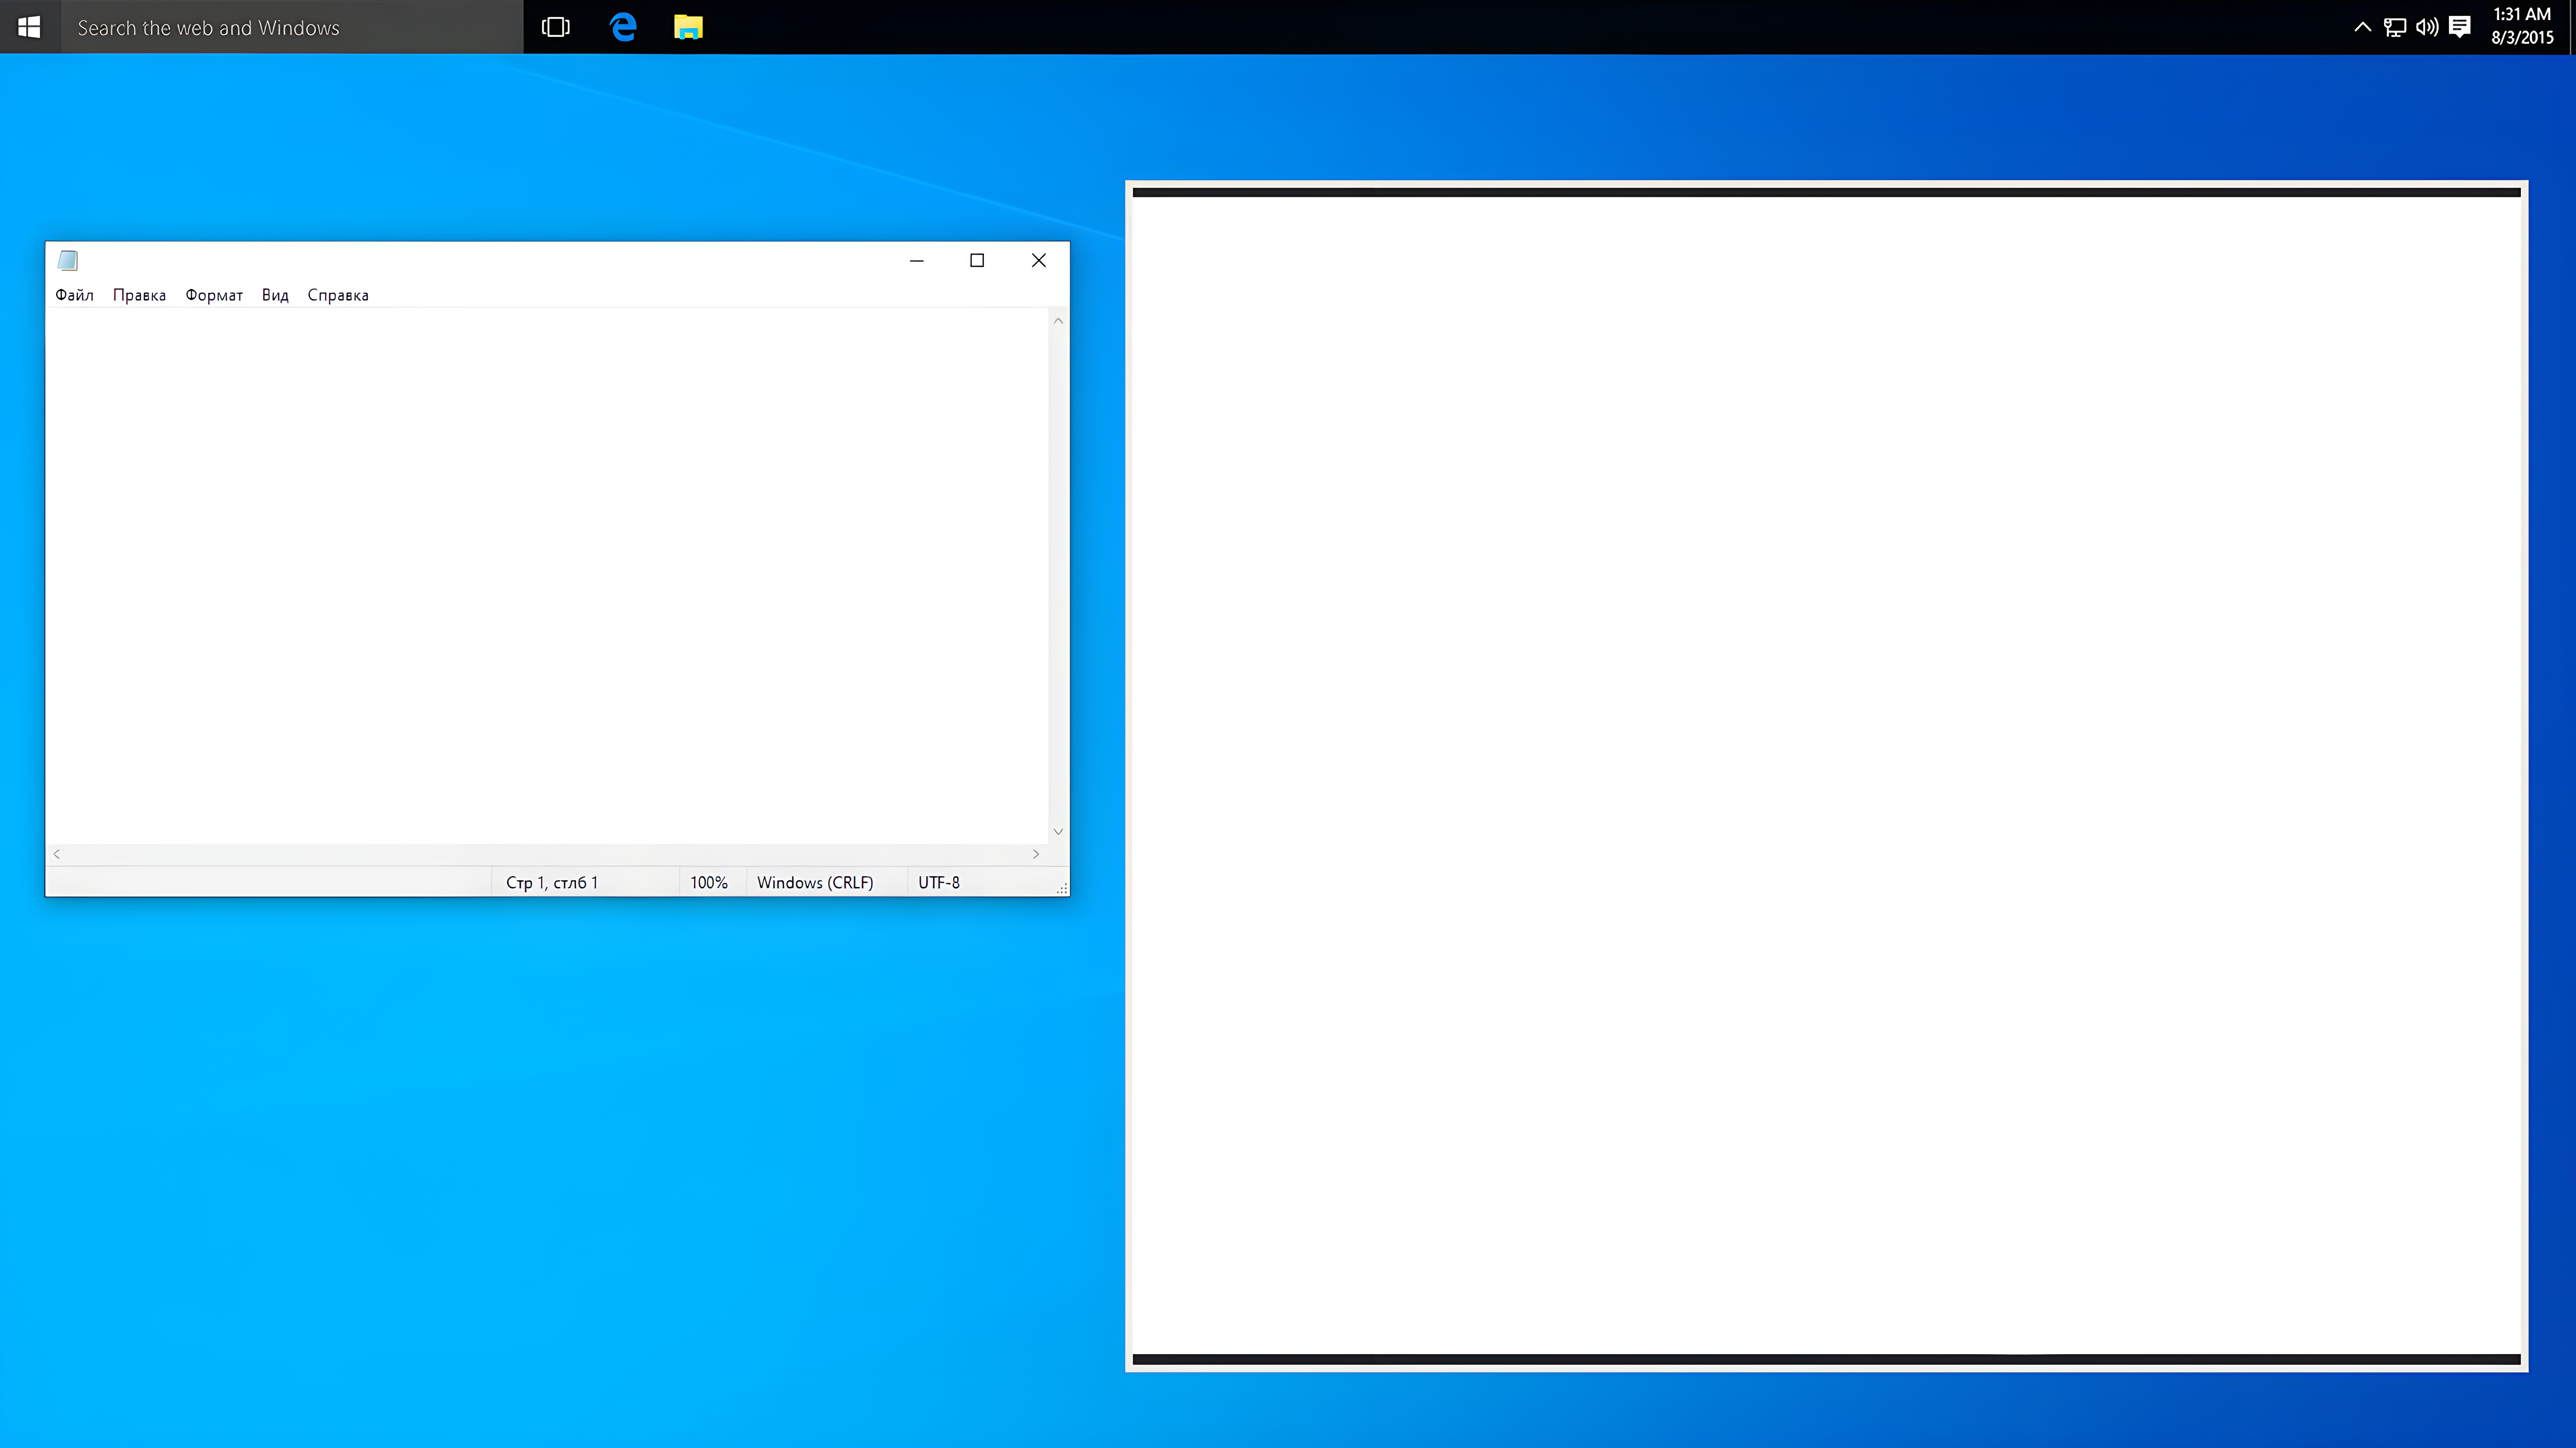 Search the web and Windows
1:31 AM
8/3/2015
Файл Правка Формат Вид Справка
Стр 1, стлб 1 100% Windows (CRLF) UTF-8